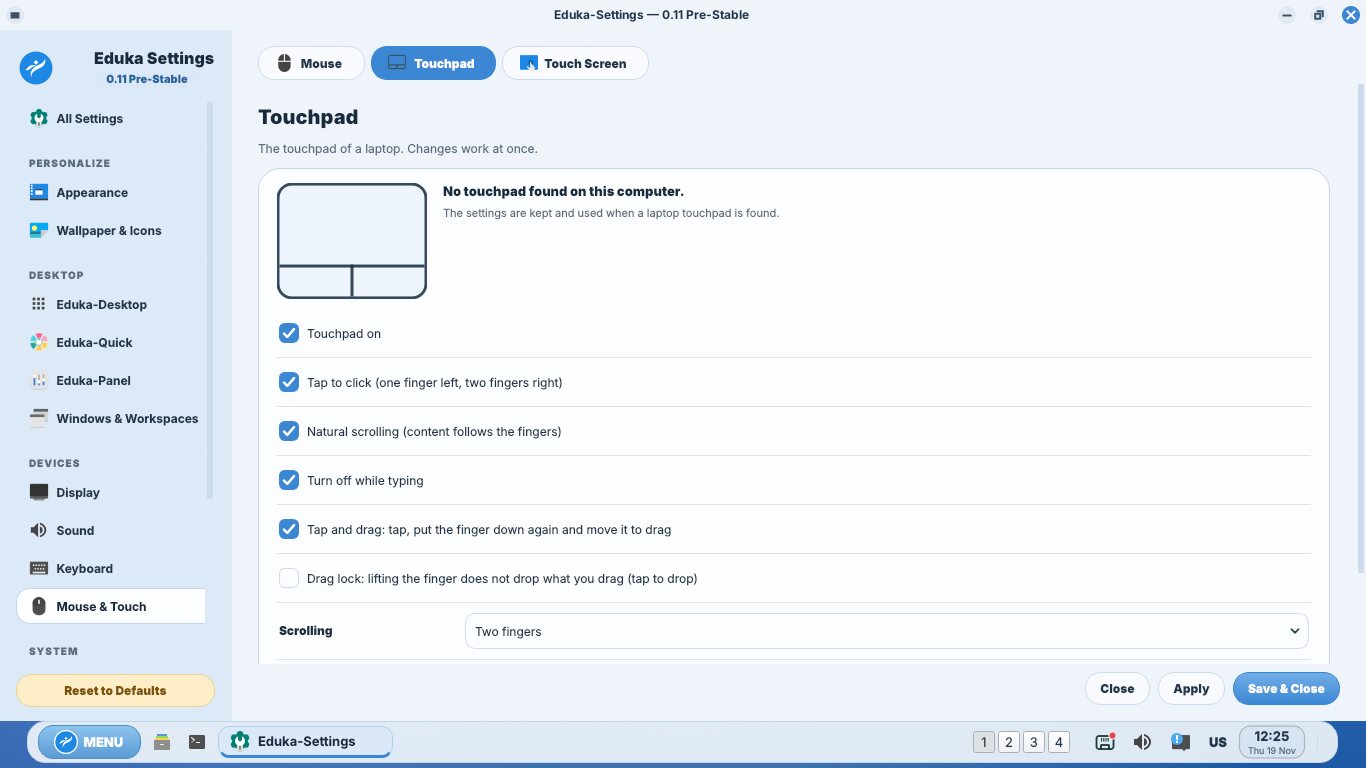 Eduka-Settings — 0.11 Pre-Stable
Eduka Settings
0.11 Pre-Stable
All Settings
PERSONALIZE
Appearance
Wallpaper & Icons
DESKTOP
Eduka-Desktop
Eduka-Quick
Eduka-Panel
Windows & Workspaces
DEVICES
Display
Sound
Keyboard
Mouse & Touch
SYSTEM
Reset to Defaults
Mouse
Touchpad
Touch Screen
Touchpad
The touchpad of a laptop. Changes work at once.
No touchpad found on this computer.
The settings are kept and used when a laptop touchpad is found.
Touchpad on
Tap to click (one finger left, two fingers right)
Natural scrolling (content follows the fingers)
Turn off while typing
Tap and drag: tap, put the finger down again and move it to drag
Drag lock: lifting the finger does not drop what you drag (tap to drop)
Scrolling
Two fingers
Close
Apply
Save & Close
MENU
Eduka-Settings
1
2
3
4
US
12:25
Thu 19 Nov